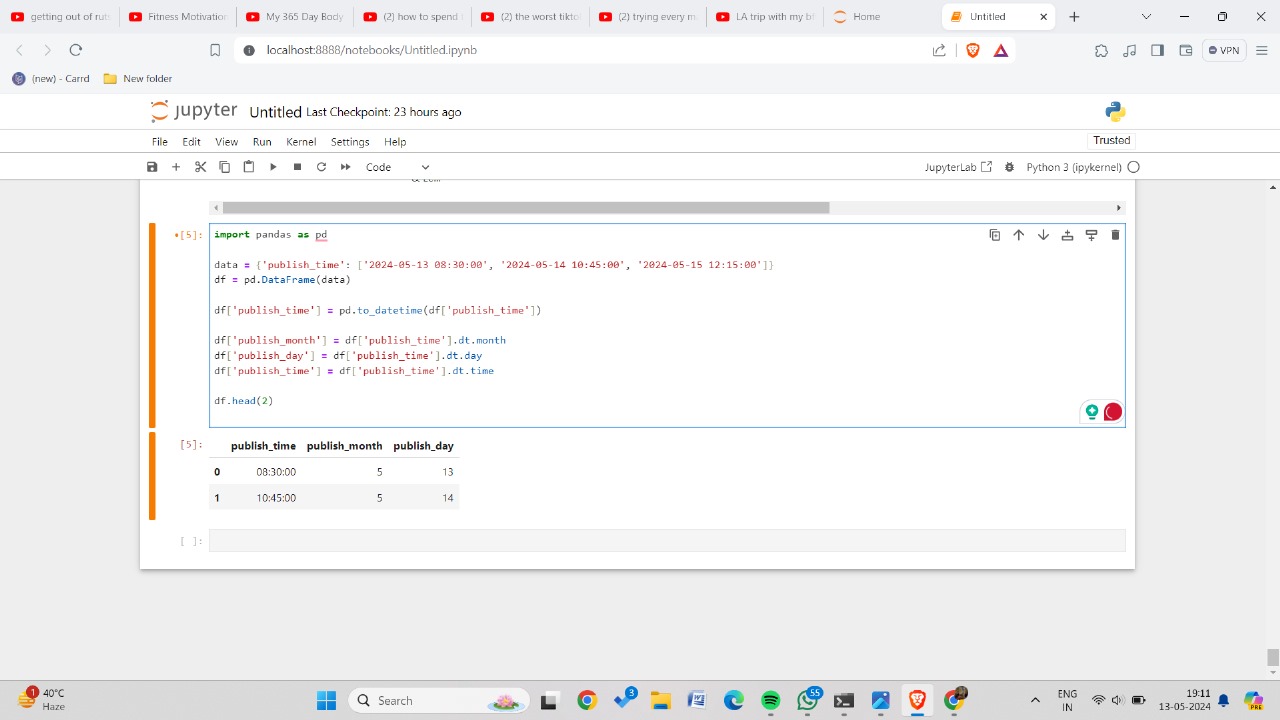 getting out of ruts
Fitness Motivation
My 365 Day Body
(2) how to spend
(2) the worst tikto
(2) trying every m
LA trip with my bf
Home
Untitled
localhost:8888/notebooks/Untitled.ipynb
VPN
(new) - Carrd
New folder
jupyter Untitled Last Checkpoint: 23 hours ago
File Edit View Run Kernel Settings Help
Trusted
Code
JupyterLab
Python 3 (ipykernel)
[5]:
import pandas as pd
data = {'publish_time': ['2024-05-13 08:30:00', '2024-05-14 10:45:00', '2024-05-15 12:15:00']}
df = pd.DataFrame(data)
df['publish_time'] = pd.to_datetime(df['publish_time'])
df['publish_month'] = df['publish_time'].dt.month
df['publish_day'] = df['publish_time'].dt.day
df['publish_time'] = df['publish_time'].dt.time
df.head(2)
[5]:
publish_time publish_month publish_day
0 08:30:00 5 13
1 10:45:00 5 14
[ ]:
1
40°C
Haze
Search
3
55
PRE
ENG
IN
19:11
13-05-2024